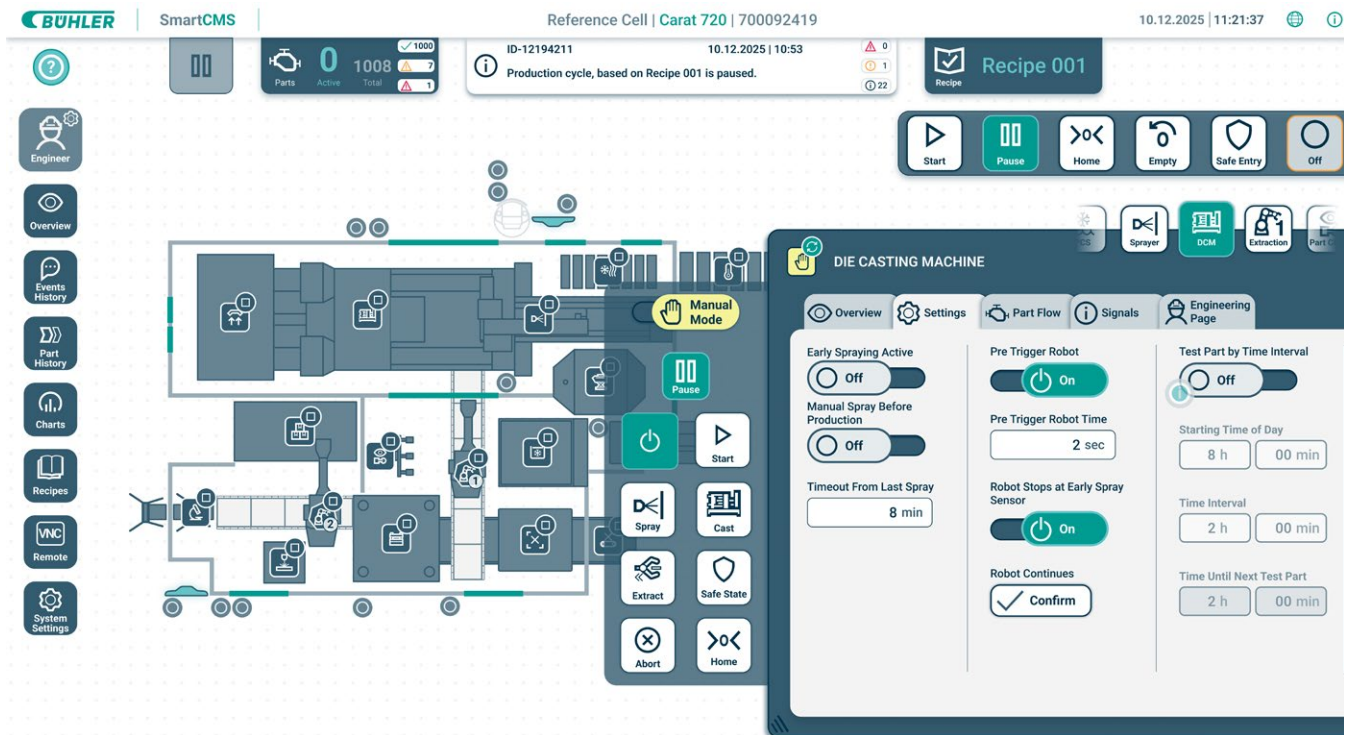 BÜHLER
SmartCMS
Reference Cell | Carat 720 | 700092419
10.12.2025 | 11:21:37
Parts
0
Active
1008
Total
1000
7
1
ID-12194211
10.12.2025 | 10:53
Production cycle, based on Recipe 001 is paused.
0
1
22
Recipe
Recipe 001
Start
Pause
Home
Empty
Safe Entry
Off
Engineer
Overview
Events
History
Part
History
Charts
Recipes
VNC
Remote
System
Settings
1
2
Manual
Mode
Pause
Start
Spray
Cast
Extract
Safe State
Abort
Home
Sprayer
DCM
1
Extraction
DIE CASTING MACHINE
Overview
Settings
Part Flow
Signals
Engineering
Page
Early Spraying Active
Off
Manual Spray Before
Production
Off
Timeout From Last Spray
8 min
Pre Trigger Robot
On
Pre Trigger Robot Time
2 sec
Robot Stops at Early Spray
Sensor
On
Robot Continues
Confirm
Test Part by Time Interval
Off
Starting Time of Day
8 h
00 min
Time Interval
2 h
00 min
Time Until Next Test Part
2 h
00 min